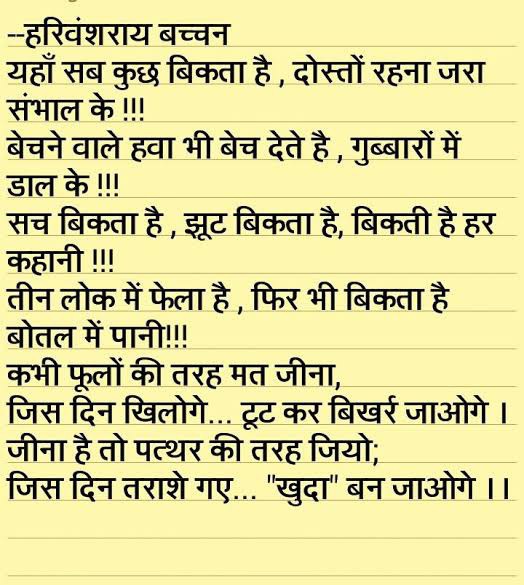 --हरिवंशराय बच्चन
यहाँ सब कुछ बिकता है , दोस्तों रहना जरा
संभाल के !!!
बेचने वाले हवा भी बेच देते है , गुब्बारों में
डाल के !!!
सच बिकता है , झूट बिकता है, बिकती है हर
कहानी !!!
तीन लोक में फेला है , फिर भी बिकता है
बोतल में पानी!!!
कभी फूलों की तरह मत जीना,
जिस दिन खिलोगे... टूट कर बिखर्र जाओगे ।
जीना है तो पत्थर की तरह जियो;
जिस दिन तराशे गए... "खुदा" बन जाओगे ।।